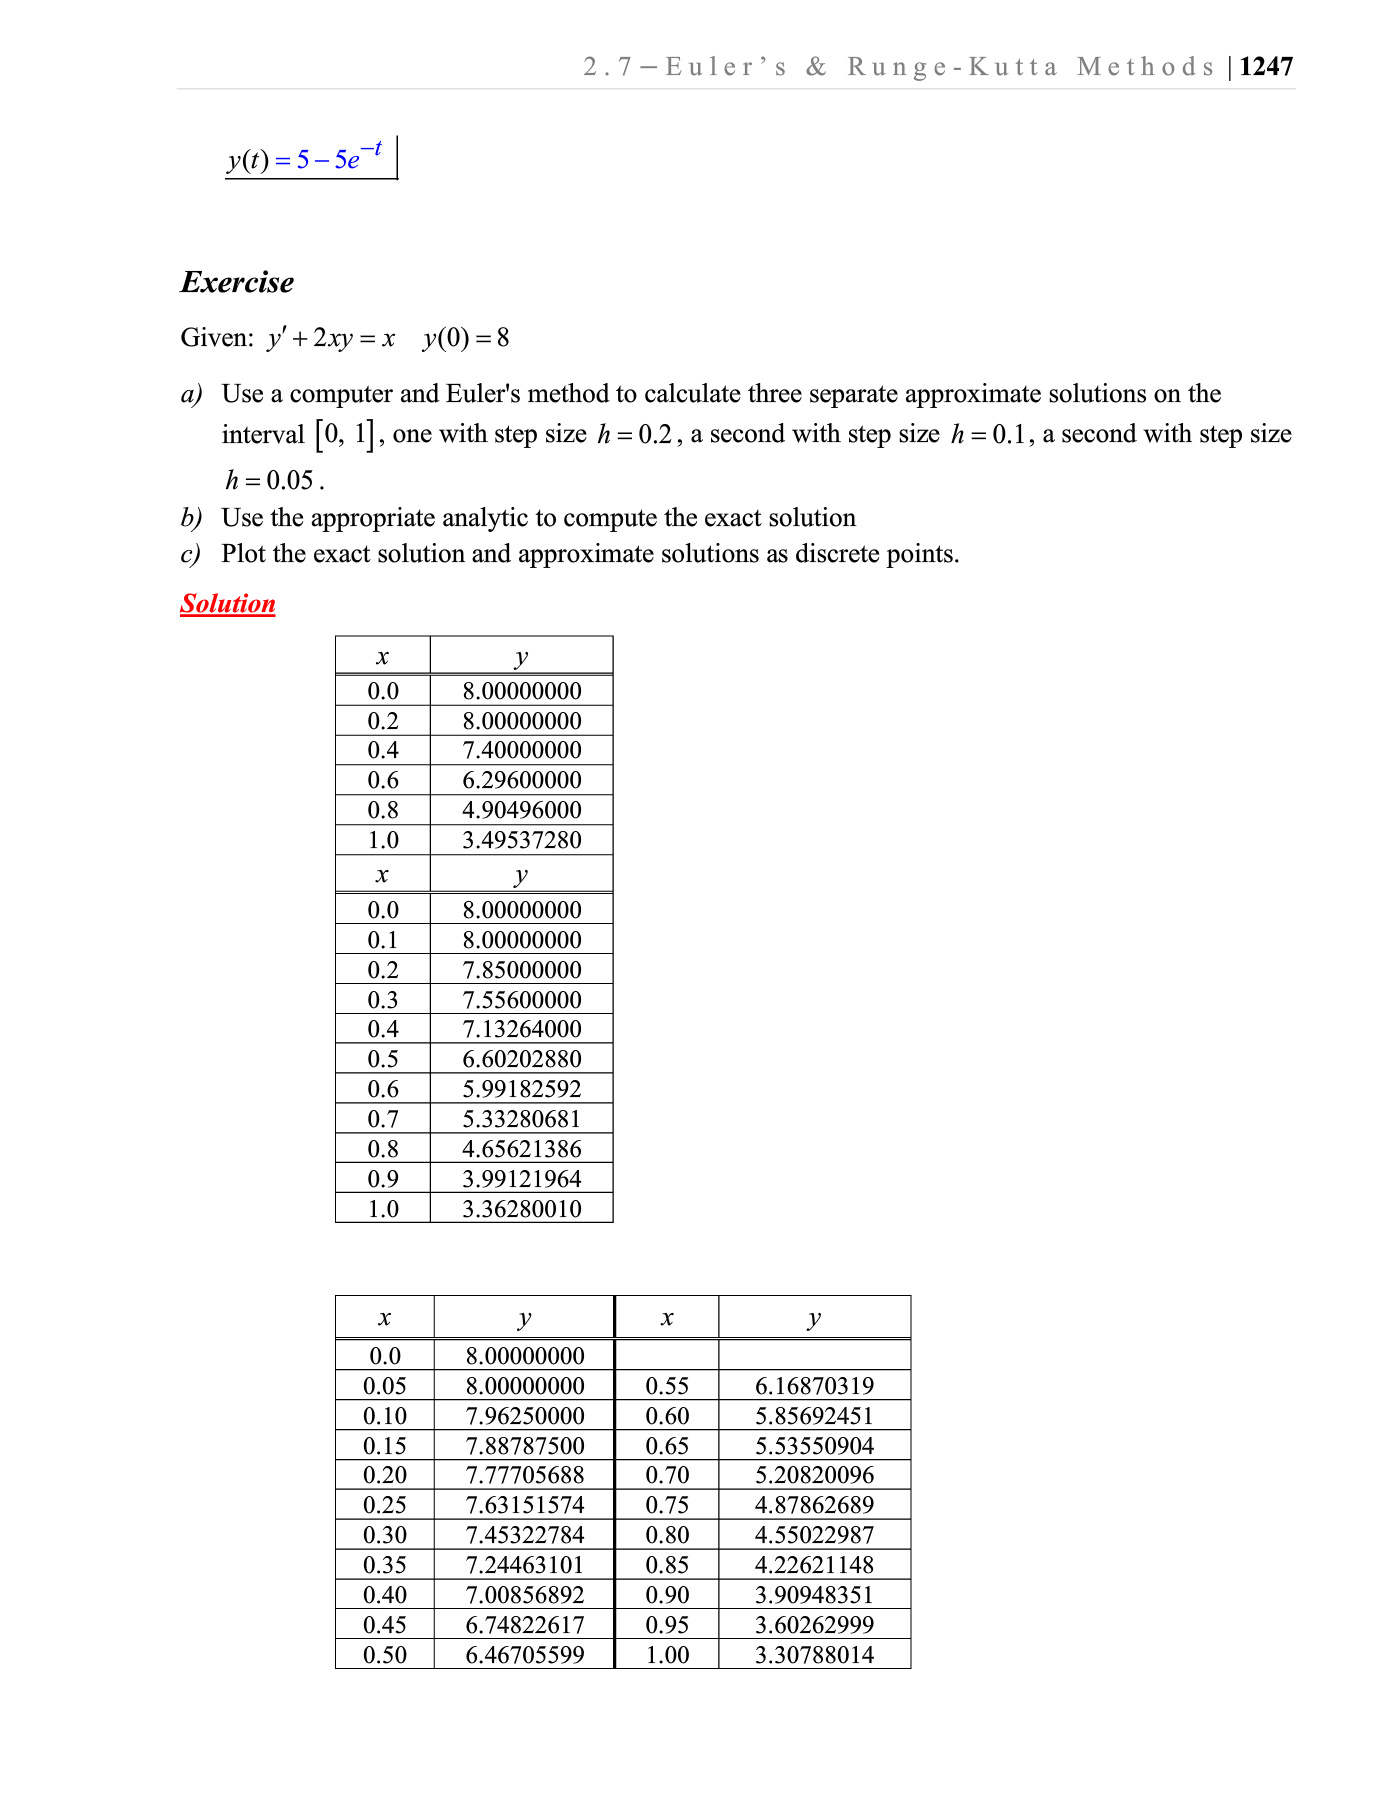 2.7 – Euler's & Runge-Kutta Methods | 1247
y(t) = 5 – 5e^{–t}
Exercise
Given: y' + 2xy = x y(0) = 8
a) Use a computer and Euler's method to calculate three separate approximate solutions on the
interval [0, 1], one with step size h = 0.2, a second with step size h = 0.1, a second with step size
h = 0.05.
b) Use the appropriate analytic to compute the exact solution
c) Plot the exact solution and approximate solutions as discrete points.
Solution
x y
0.0 8.00000000
0.2 8.00000000
0.4 7.40000000
0.6 6.29600000
0.8 4.90496000
1.0 3.49537280
x y
0.0 8.00000000
0.1 8.00000000
0.2 7.85000000
0.3 7.55600000
0.4 7.13264000
0.5 6.60202880
0.6 5.99182592
0.7 5.33280681
0.8 4.65621386
0.9 3.99121964
1.0 3.36280010
x y x y
0.0 8.00000000
0.05 8.00000000 0.55 6.16870319
0.10 7.96250000 0.60 5.85692451
0.15 7.88787500 0.65 5.53550904
0.20 7.77705688 0.70 5.20820096
0.25 7.63151574 0.75 4.87862689
0.30 7.45322784 0.80 4.55022987
0.35 7.24463101 0.85 4.22621148
0.40 7.00856892 0.90 3.90948351
0.45 6.74822617 0.95 3.60262999
0.50 6.46705599 1.00 3.30788014